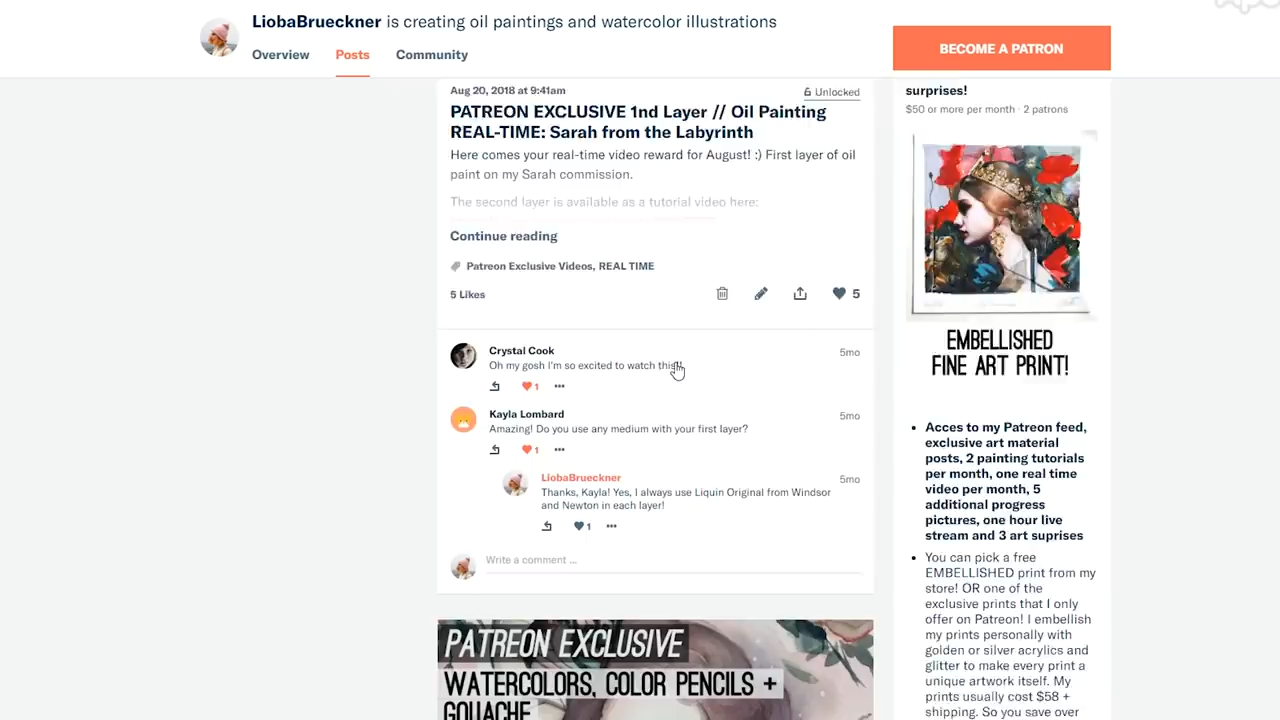 LiobaBrueckner is creating oil paintings and watercolor illustrations
Overview
Posts
Community
BECOME A PATRON
Aug 20, 2018 at 9:41am
Unlocked
PATREON EXCLUSIVE 1nd Layer // Oil Painting
REAL-TIME: Sarah from the Labyrinth
Here comes your real-time video reward for August! :) First layer of oil
paint on my Sarah commission.
The second layer is available as a tutorial video here:
Continue reading
Patreon Exclusive Videos, REAL TIME
5 Likes
5
Crystal Cook
5mo
Oh my gosh I'm so excited to watch this!!
1
Kayla Lombard
5mo
Amazing! Do you use any medium with your first layer?
1
LiobaBrueckner
5mo
Thanks, Kayla! Yes, I always use Liquin Original from Windsor
and Newton in each layer!
1
Write a comment ...
PATREON EXCLUSIVE
WATERCOLORS, COLOR PENCILS +
GOUACHE
surprises!
$50 or more per month · 2 patrons
EMBELLISHED
FINE ART PRINT!
• Acces to my Patreon feed,
exclusive art material
posts, 2 painting tutorials
per month, one real time
video per month, 5
additional progress
pictures, one hour live
stream and 3 art suprises
• You can pick a free
EMBELLISHED print from my
store! OR one of the
exclusive prints that I only
offer on Patreon! I embellish
my prints personally with
golden or silver acrylics and
glitter to make every print a
unique artwork itself. My
prints usually cost $58 +
shipping. So you save over